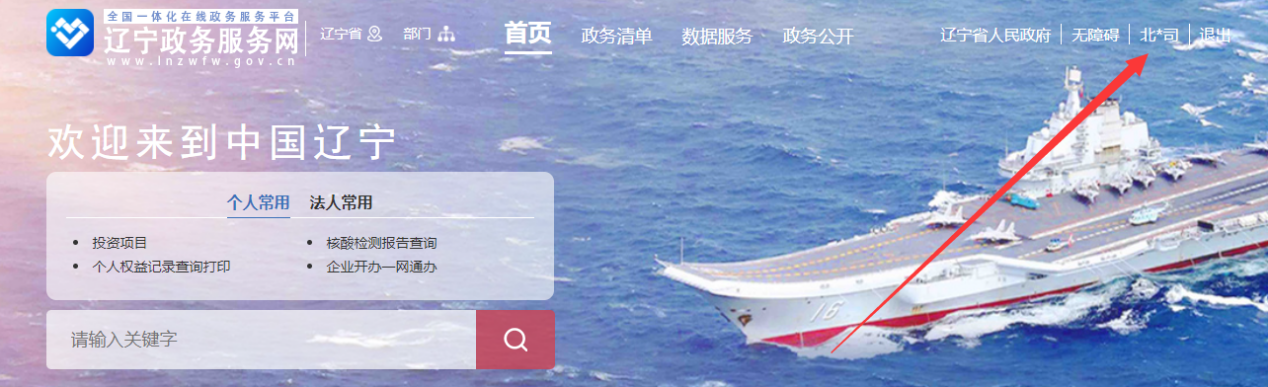 全国一体化在线政务服务平台
辽宁政务服务网
www.lnzwfw.gov.cn
辽宁省 部门 首页 政务清单 数据服务 政务公开 辽宁省人民政府 无障碍 北*司 退出
欢迎来到中国辽宁
个人常用 法人常用
投资项目 核酸检测报告查询
个人权益记录查询打印 企业开办一网通办
请输入关键字
16